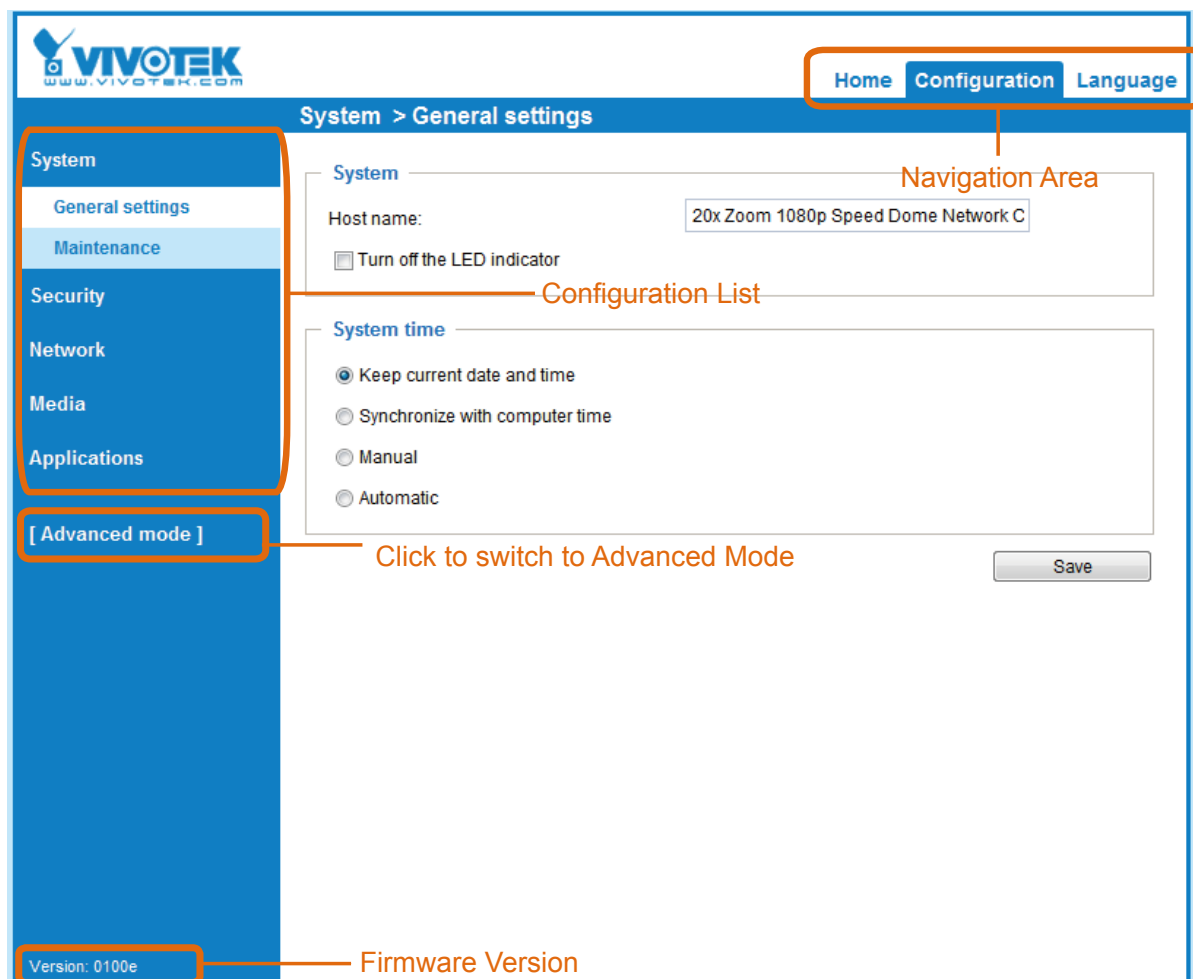 VIVOTEK
www.vivotek.com
Home Configuration Language
System > General settings
Navigation Area
System
General settings
Maintenance
Security
Network
Media
Applications
[ Advanced mode ]
Configuration List
System
Host name: 20x Zoom 1080p Speed Dome Network C
Turn off the LED indicator
System time
Keep current date and time
Synchronize with computer time
Manual
Automatic
Click to switch to Advanced Mode
Save
Version: 0100e
Firmware Version